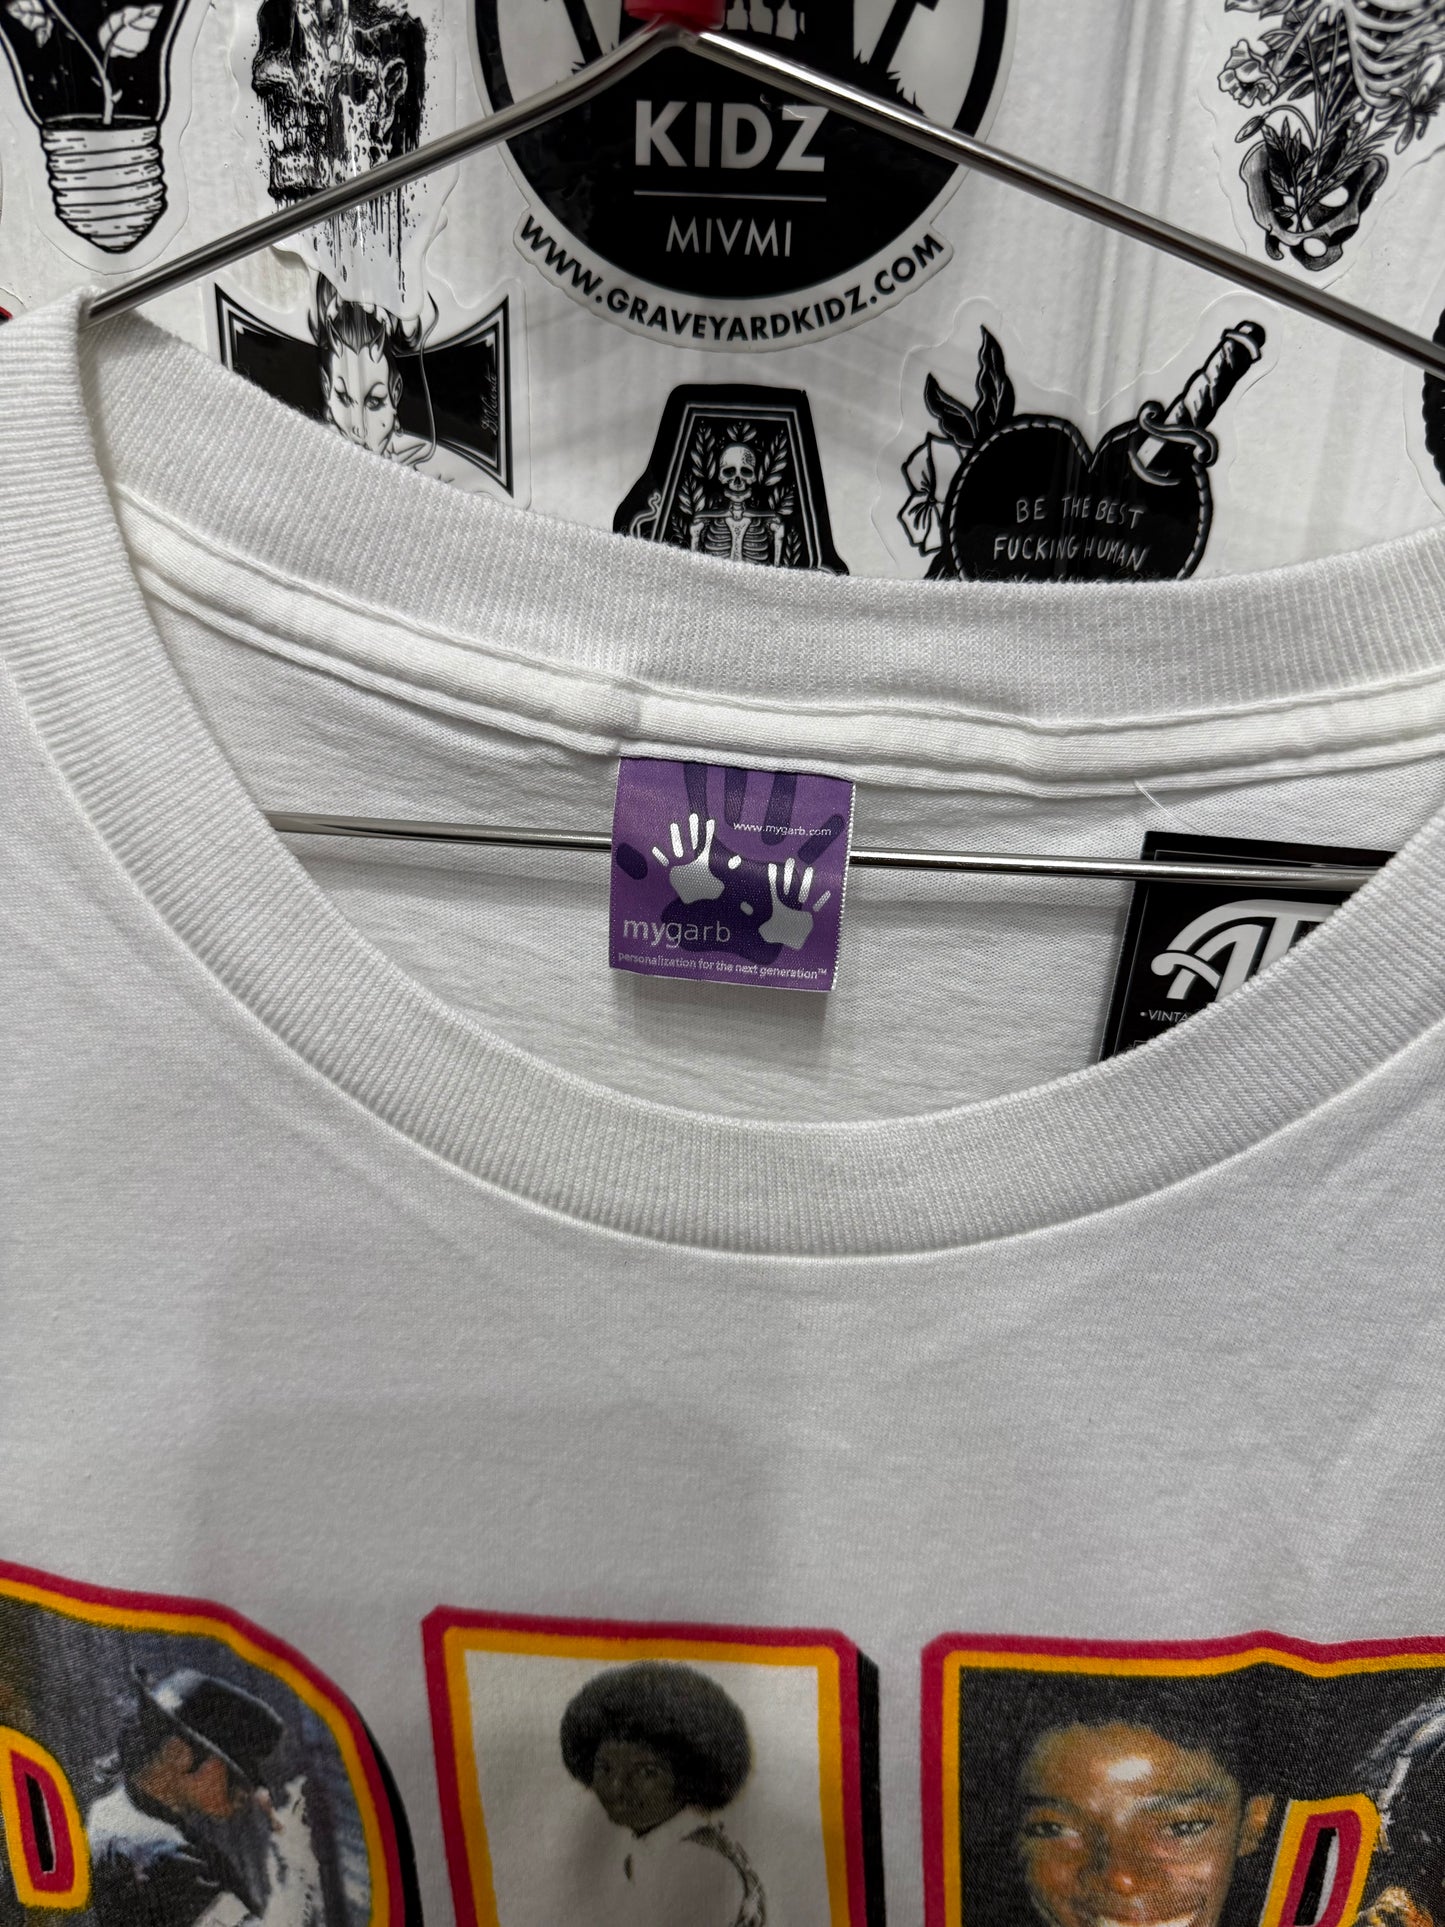 KIDZ
MIVMI
WWW.GRAVEYARDKIDZ.COM
BE THE BEST
FUCKING HUMAN
www.mygarb.com
mygarb
personalization for the next generation™